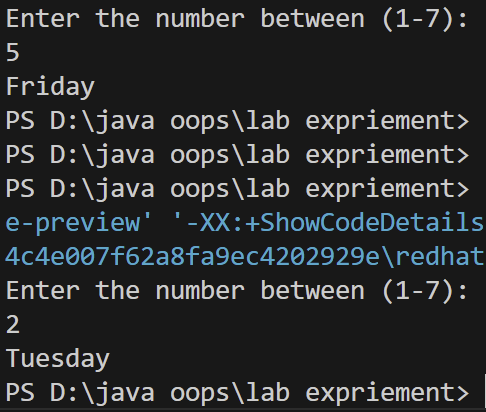 Enter the number between (1-7):
5
Friday
PS D:\java oops\lab expriement>
PS D:\java oops\lab expriement>
PS D:\java oops\lab expriement>
e-preview' '-XX:+ShowCodeDetails
4c4e007f62a8fa9ec4202929e\redhat
Enter the number between (1-7):
2
Tuesday
PS D:\java oops\lab expriement>